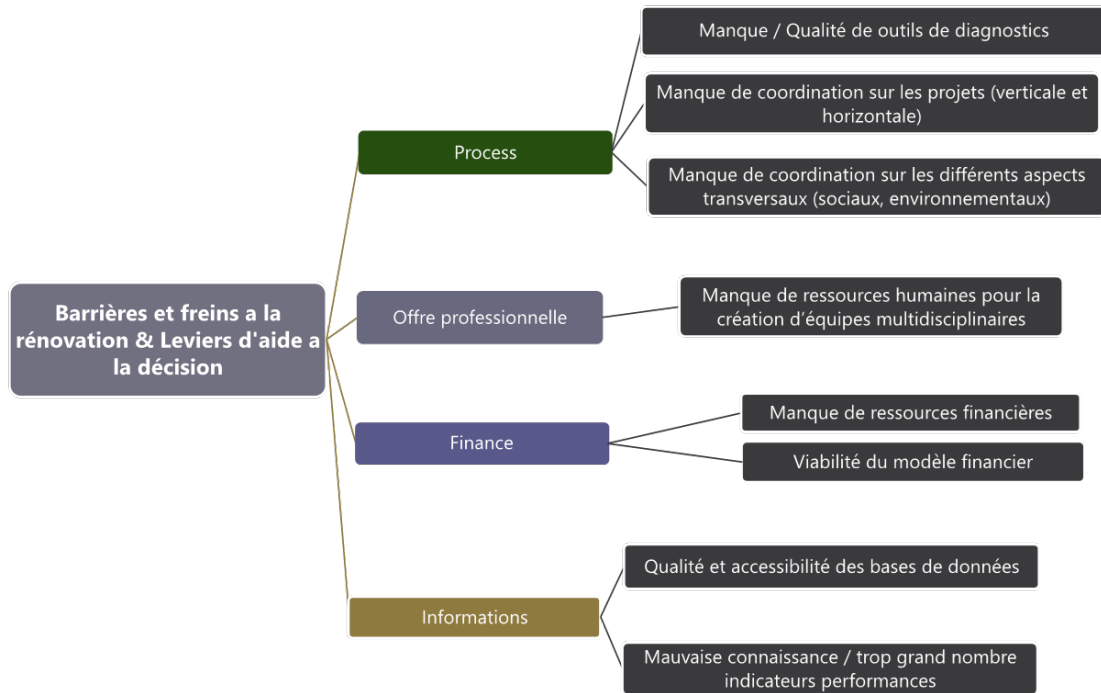 Barrières et freins a la
rénovation & Leviers d'aide a
la décision
Process
Manque / Qualité de outils de diagnostics
Manque de coordination sur les projets (verticale et
horizontale)
Manque de coordination sur les différents aspects
transversaux (sociaux, environnementaux)
Offre professionnelle
Manque de ressources humaines pour la
création d’équipes multidisciplinaires
Finance
Manque de ressources financières
Viabilité du modèle financier
Informations
Qualité et accessibilité des bases de données
Mauvaise connaissance / trop grand nombre
indicateurs performances